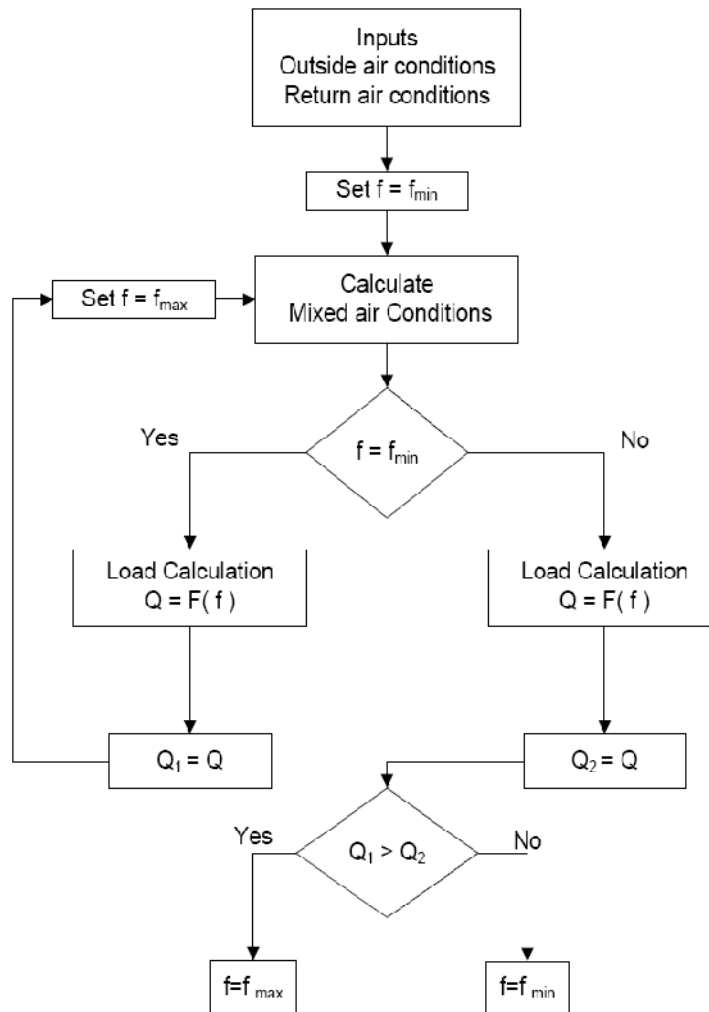 Inputs
Outside air conditions
Return air conditions
Set f = fmin
Set f = fmax
Calculate
Mixed air Conditions
Yes
f = fmin
No
Load Calculation
Q = F( f )
Load Calculation
Q = F( f )
Q1 = Q
Q2 = Q
Yes
Q1 > Q2
No
f=f max
f=f min